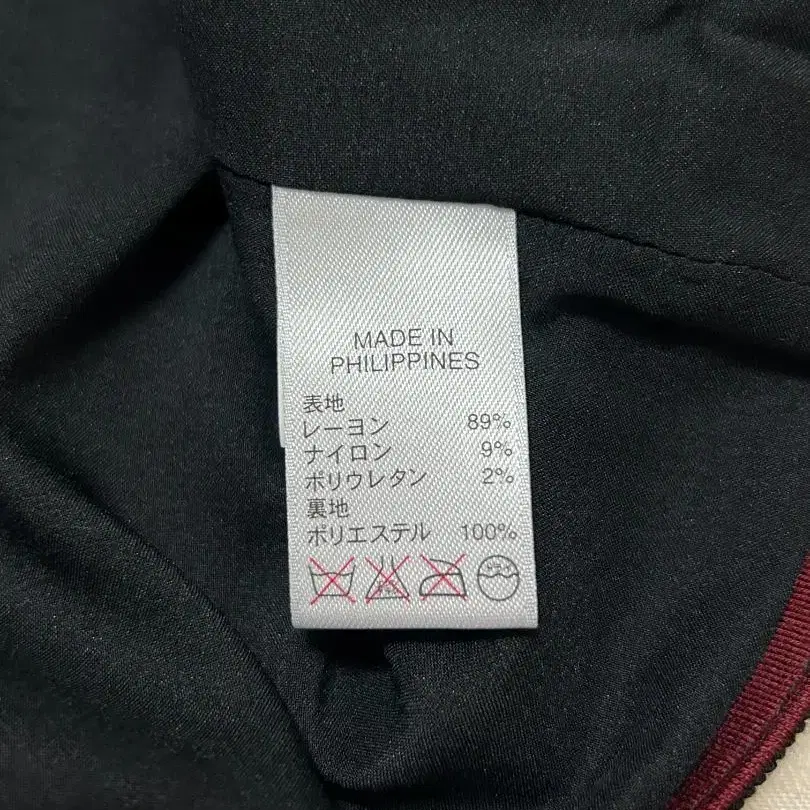 MADE IN
PHILIPPINES
表地
レーヨン 89%
ナイロン 9%
ポリウレタン 2%
裏地
ポリエステル 100%